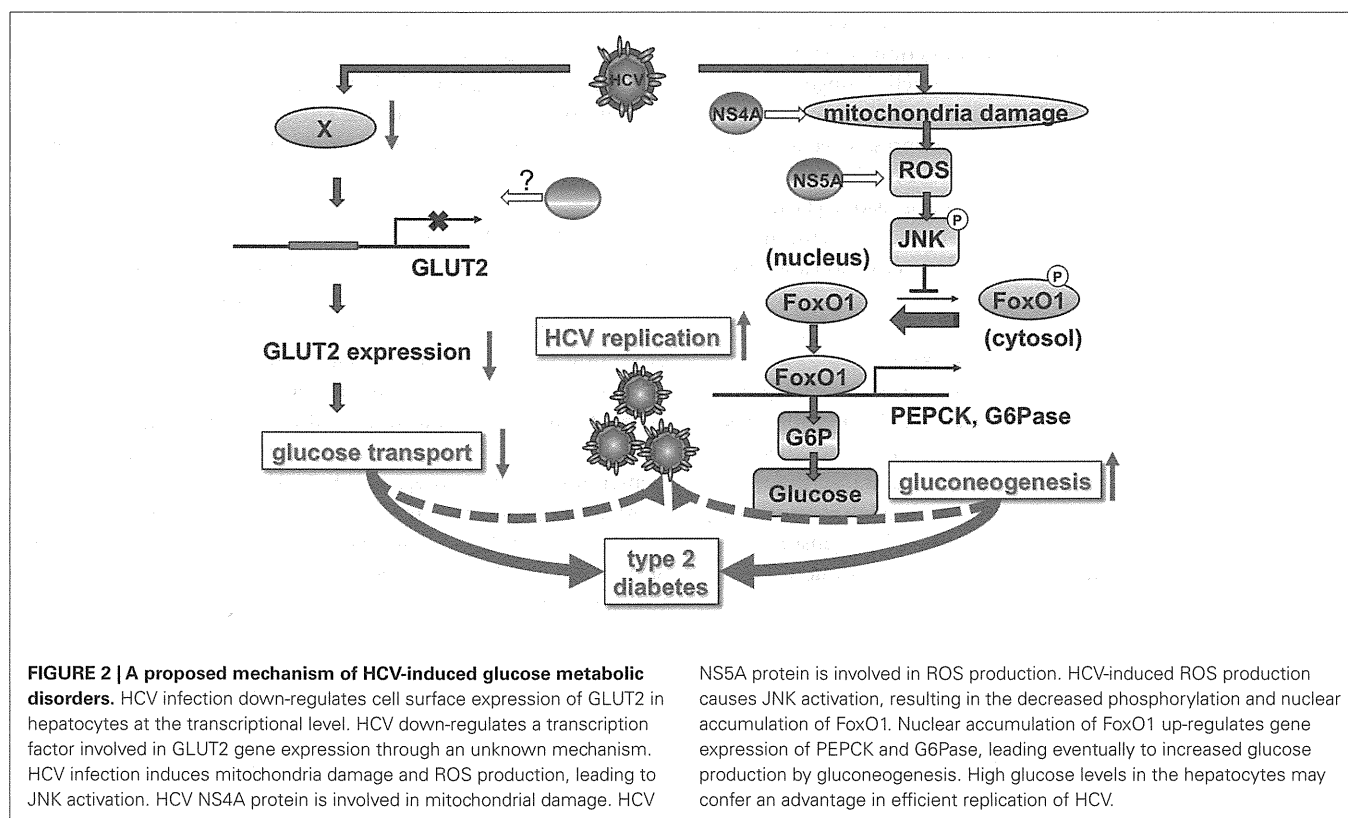 HCV
X
NS4A
mitochondria damage
NS5A
ROS
P
JNK
?
GLUT2
(nucleus)
FoxO1
P
FoxO1
(cytosol)
GLUT2 expression
HCV replication
FoxO1
PEPCK, G6Pase
G6P
glucose transport
Glucose
gluconeogenesis
type 2
diabetes
FIGURE 2 | A proposed mechanism of HCV-induced glucose metabolic
disorders. HCV infection down-regulates cell surface expression of GLUT2 in
hepatocytes at the transcriptional level. HCV down-regulates a transcription
factor involved in GLUT2 gene expression through an unknown mechanism.
HCV infection induces mitochondria damage and ROS production, leading to
JNK activation. HCV NS4A protein is involved in mitochondrial damage. HCV
NS5A protein is involved in ROS production. HCV-induced ROS production
causes JNK activation, resulting in the decreased phosphorylation and nuclear
accumulation of FoxO1. Nuclear accumulation of FoxO1 up-regulates gene
expression of PEPCK and G6Pase, leading eventually to increased glucose
production by gluconeogenesis. High glucose levels in the hepatocytes may
confer an advantage in efficient replication of HCV.